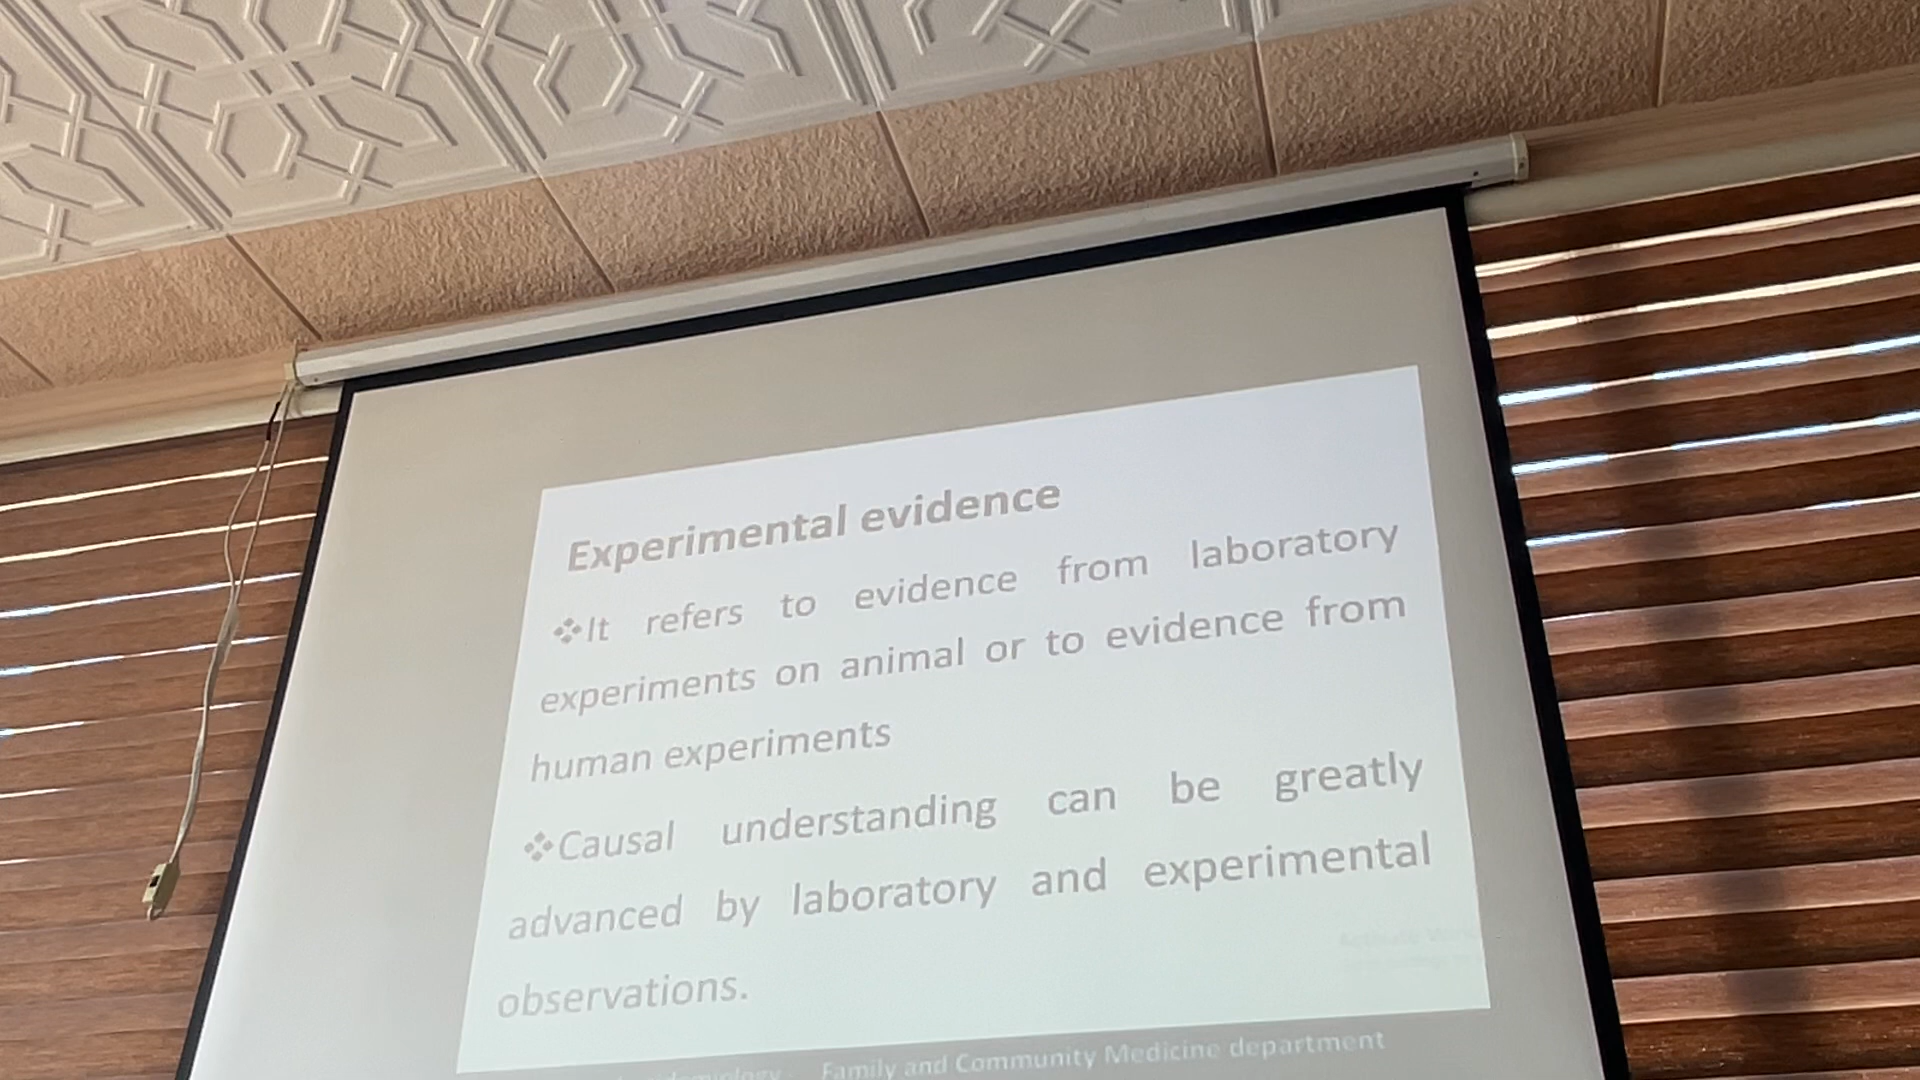 Experimental evidence
❖It refers to evidence from laboratory
experiments on animal or to evidence from
human experiments
❖Causal understanding can be greatly
advanced by laboratory and experimental
observations.
Family and Community Medicine department